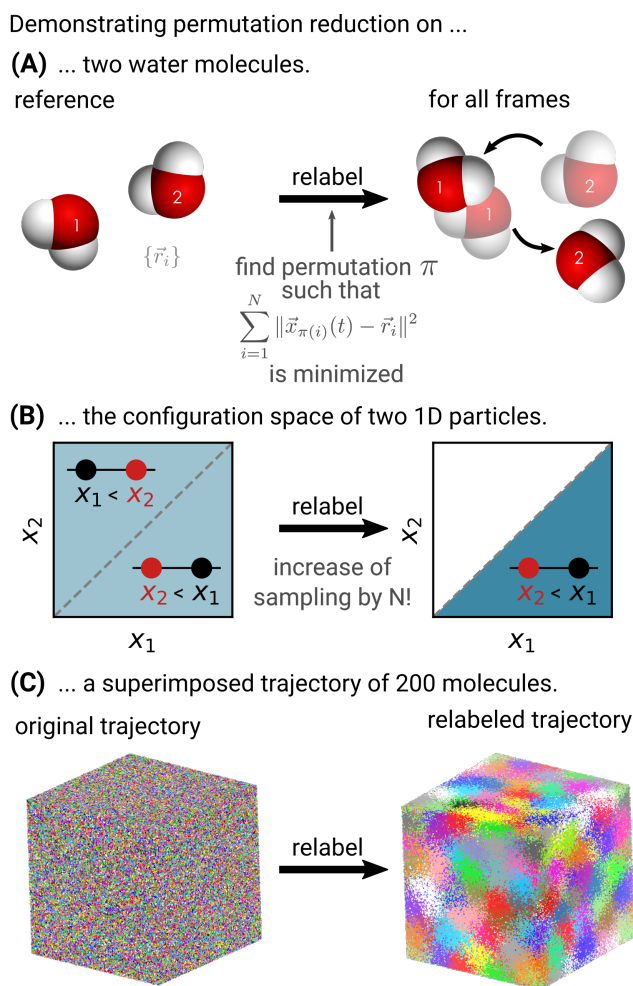 Demonstrating permutation reduction on ...
(A) ... two water molecules.
reference
for all frames
1
2
{r⃗_i}
relabel
1
1
2
2
find permutation π
such that
∑_{i=1}^{N} ‖x⃗_{π(i)}(t) − r⃗_i‖²
is minimized
(B) ... the configuration space of two 1D particles.
x₁ < x₂
x₂ < x₁
x₂
x₁
relabel
increase of
sampling by N!
x₂ < x₁
x₂
x₁
(C) ... a superimposed trajectory of 200 molecules.
original trajectory
relabeled trajectory
relabel